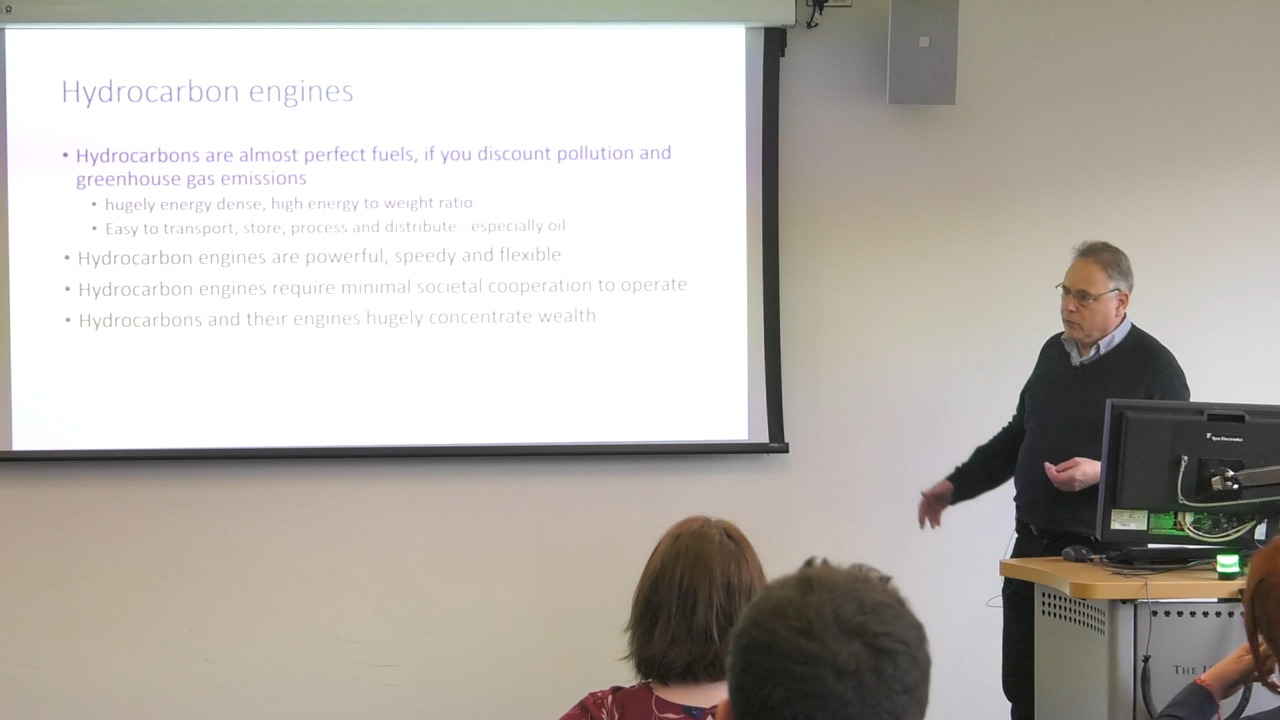 Hydrocarbon engines
• Hydrocarbons are almost perfect fuels, if you discount pollution and
greenhouse gas emissions
• hugely energy dense, high energy to weight ratio
• Easy to transport, store, process and distribute - especially oil
• Hydrocarbon engines are powerful, speedy and flexible
• Hydrocarbon engines require minimal societal cooperation to operate
• Hydrocarbons and their engines hugely concentrate wealth
THE